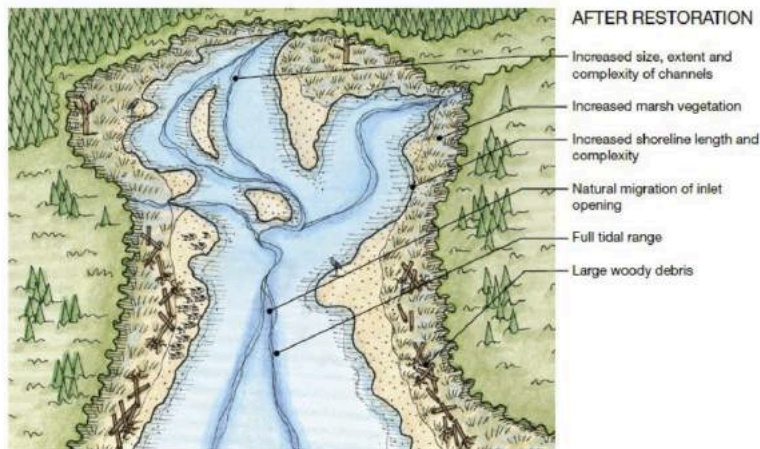 AFTER RESTORATION
Increased size, extent and
complexity of channels
Increased marsh vegetation
Increased shoreline length and
complexity
Natural migration of inlet
opening
Full tidal range
Large woody debris